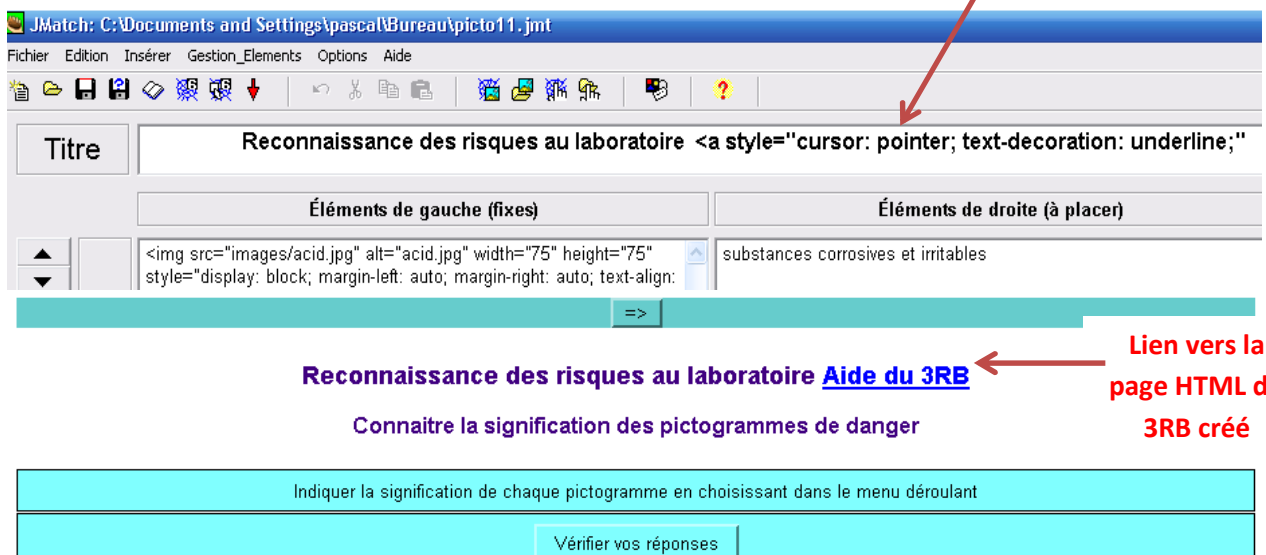 JMatch: C:\Documents and Settings\pascal\Bureau\picto11.jmt
Fichier Edition Insérer Gestion_Elements Options Aide
Titre
Reconnaissance des risques au laboratoire <a style="cursor: pointer; text-decoration: underline;"
Éléments de gauche (fixes)
Éléments de droite (à placer)
<img src="images/acid.jpg" alt="acid.jpg" width="75" height="75"
style="display: block; margin-left: auto; margin-right: auto; text-align:
substances corrosives et irritables
=>
Reconnaissance des risques au laboratoire Aide du 3RB
Lien vers la
page HTML d
3RB créé
Connaitre la signification des pictogrammes de danger
Indiquer la signification de chaque pictogramme en choisissant dans le menu déroulant
Vérifier vos réponses